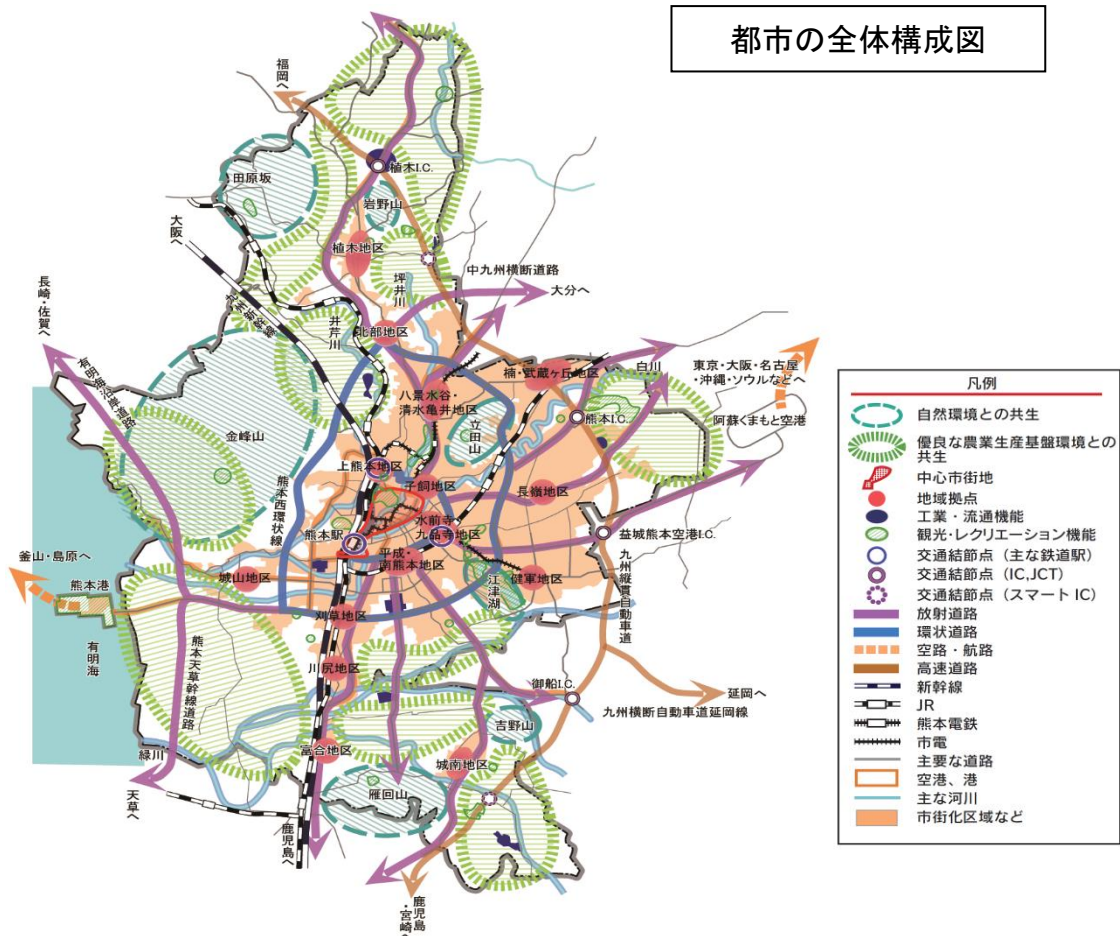 都市の全体構成図
福岡へ
植木I.C.
田原坂
岩野山
大阪へ
植木地区
中九州横断道路
坪井川
大分へ
長崎・佐賀へ
九州新幹線
井芹川
北部地区
有明海沿岸道路
楠・武蔵ヶ丘地区
白川
東京・大阪・名古屋
・沖縄・ソウルなどへ
八景水谷・
清水亀井地区
熊本I.C.
阿蘇くまもと空港
金峰山
立田山
上熊本地区
子飼地区
長嶺地区
熊本西環状線
水前寺
九品寺地区
熊本駅
益城熊本空港I.C.
平成・
南熊本地区
釜山・島原へ
城山地区
健軍地区
江津湖
九州縦貫自動車道
熊本港
刈草地区
有明海
熊本天草幹線道路
川尻地区
御船I.C.
延岡へ
九州横断自動車道延岡線
吉野山
緑川
富合地区
城南地区
天草へ
雁回山
鹿児島へ
鹿児島
・宮崎へ
凡例
自然環境との共生
優良な農業生産基盤環境との
共生
中心市街地
地域拠点
工業・流通機能
観光・レクリエーション機能
交通結節点（主な鉄道駅）
交通結節点（IC,JCT）
交通結節点（スマートIC）
放射道路
環状道路
空路・航路
高速道路
新幹線
JR
熊本電鉄
市電
主要な道路
空港、港
主な河川
市街化区域など